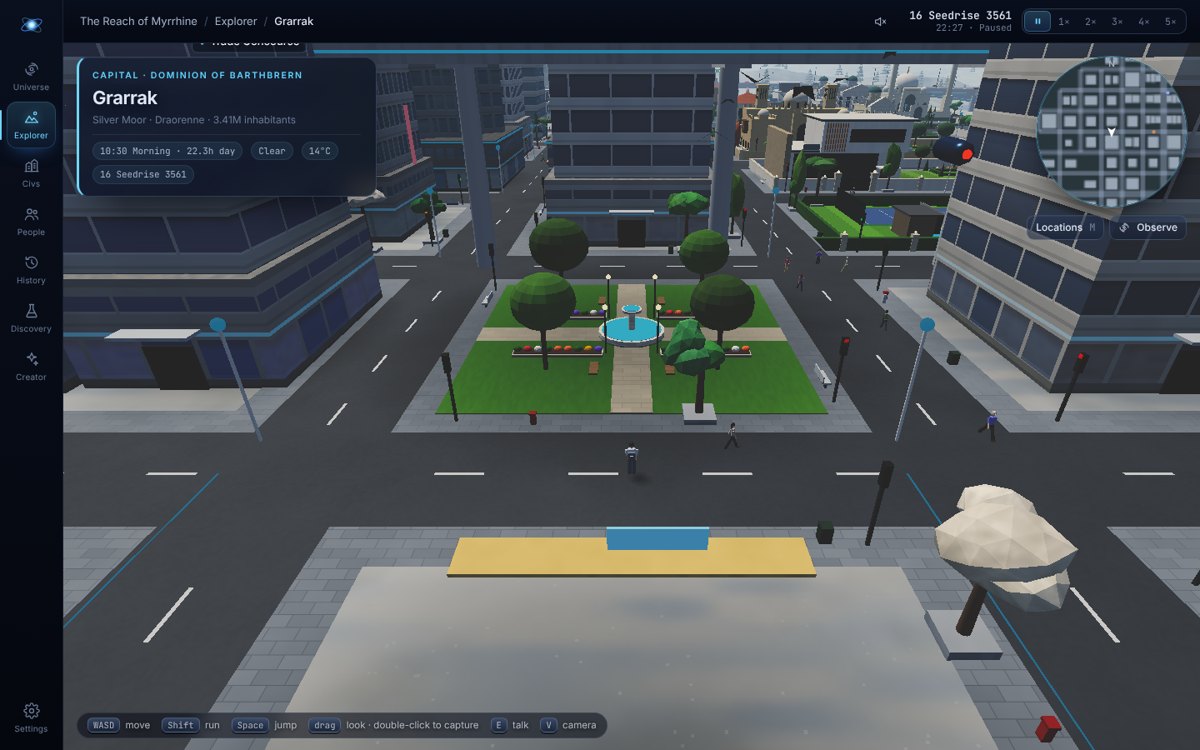 The Reach of Myrrhine / Explorer / Grarrak
16 Seedrise 3561
22:27 · Paused
1×
2×
3×
4×
5×
Universe
Explorer
Civs
People
History
Discovery
Creator
Settings
Trade Concourse
CAPITAL · DOMINION OF BARTHBRERN
Grarrak
Silver Moor · Draorenne · 3.41M inhabitants
10:30 Morning · 22.3h day
Clear
14°C
16 Seedrise 3561
N
Locations M
Observe
WASD move Shift run Space jump drag look · double-click to capture E talk V camera